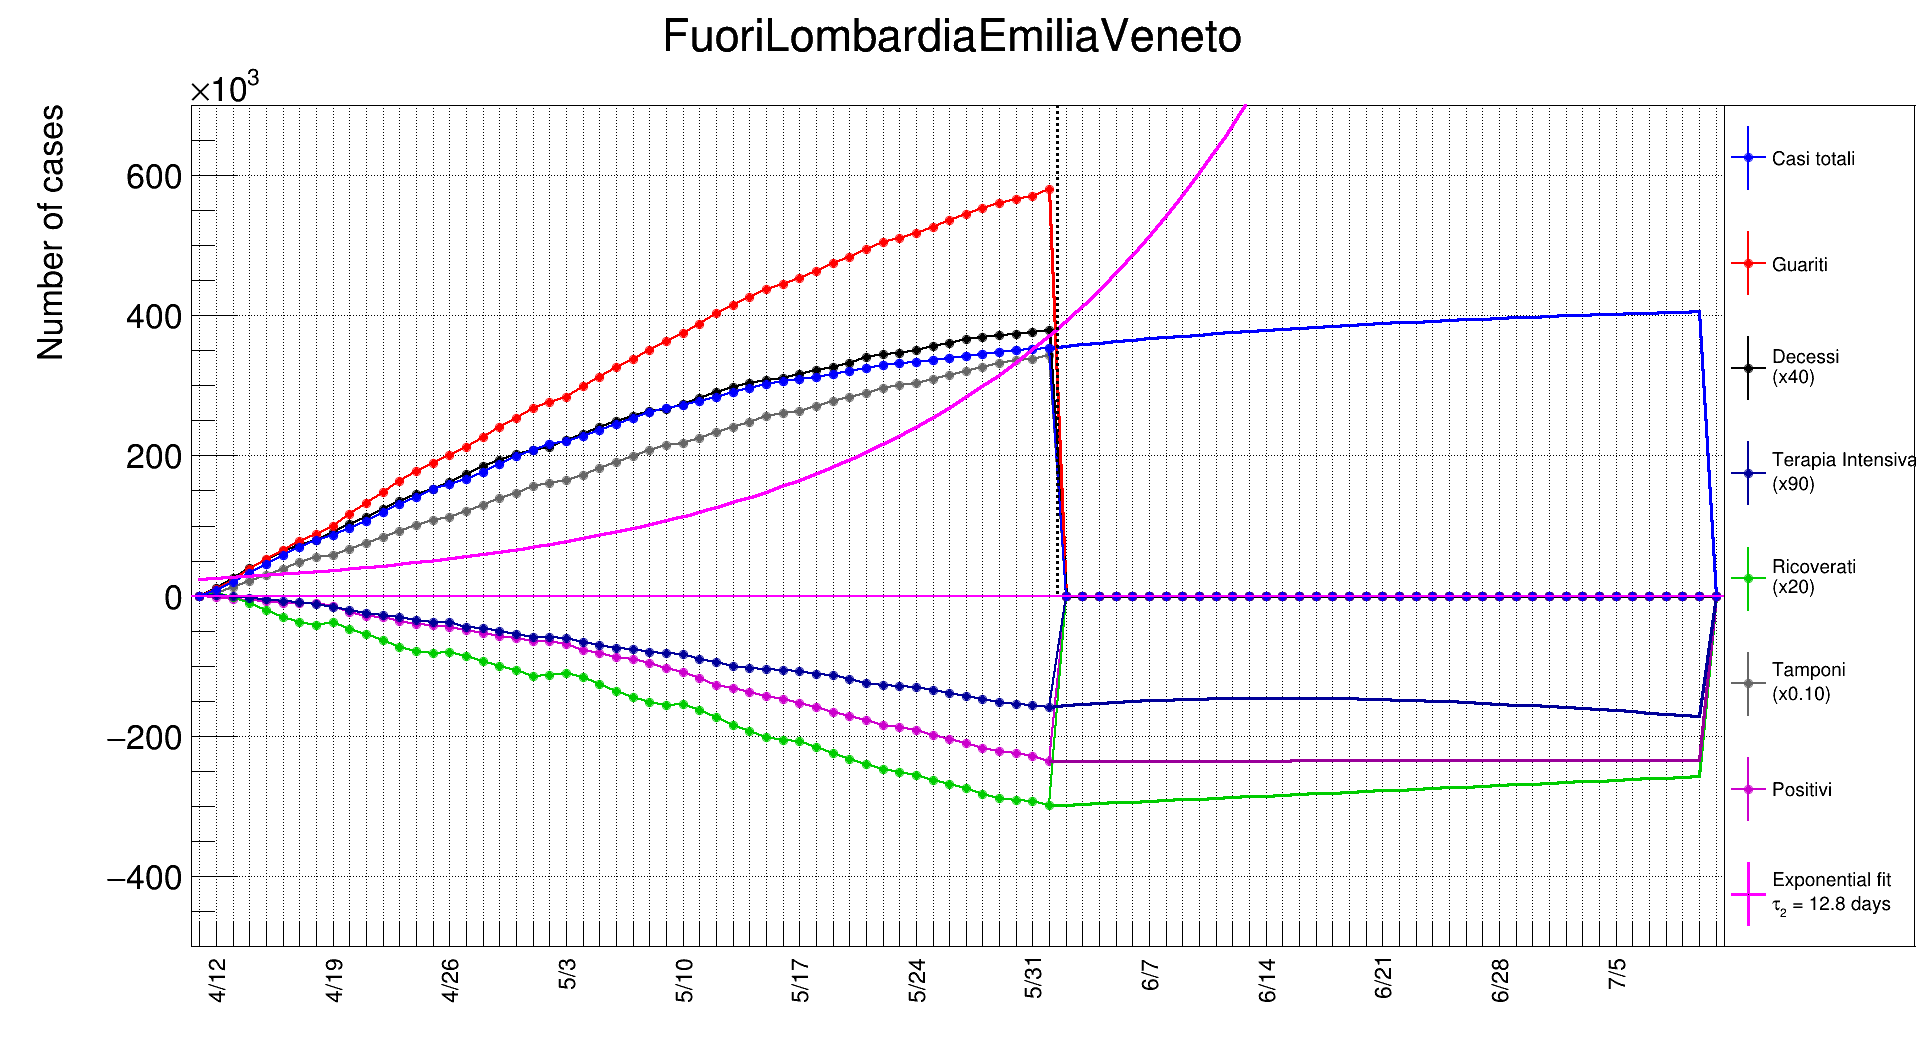 FuoriLombardiaEmiliaVeneto
×10³
Number of cases
600
400
200
0
−200
−400
4/12
4/19
4/26
5/3
5/10
5/17
5/24
5/31
6/7
6/14
6/21
6/28
7/5
Casi totali
Guariti
Decessi
(x40)
Terapia Intensiva
(x90)
Ricoverati
(x20)
Tamponi
(x0.10)
Positivi
Exponential fit
τ₂ = 12.8 days